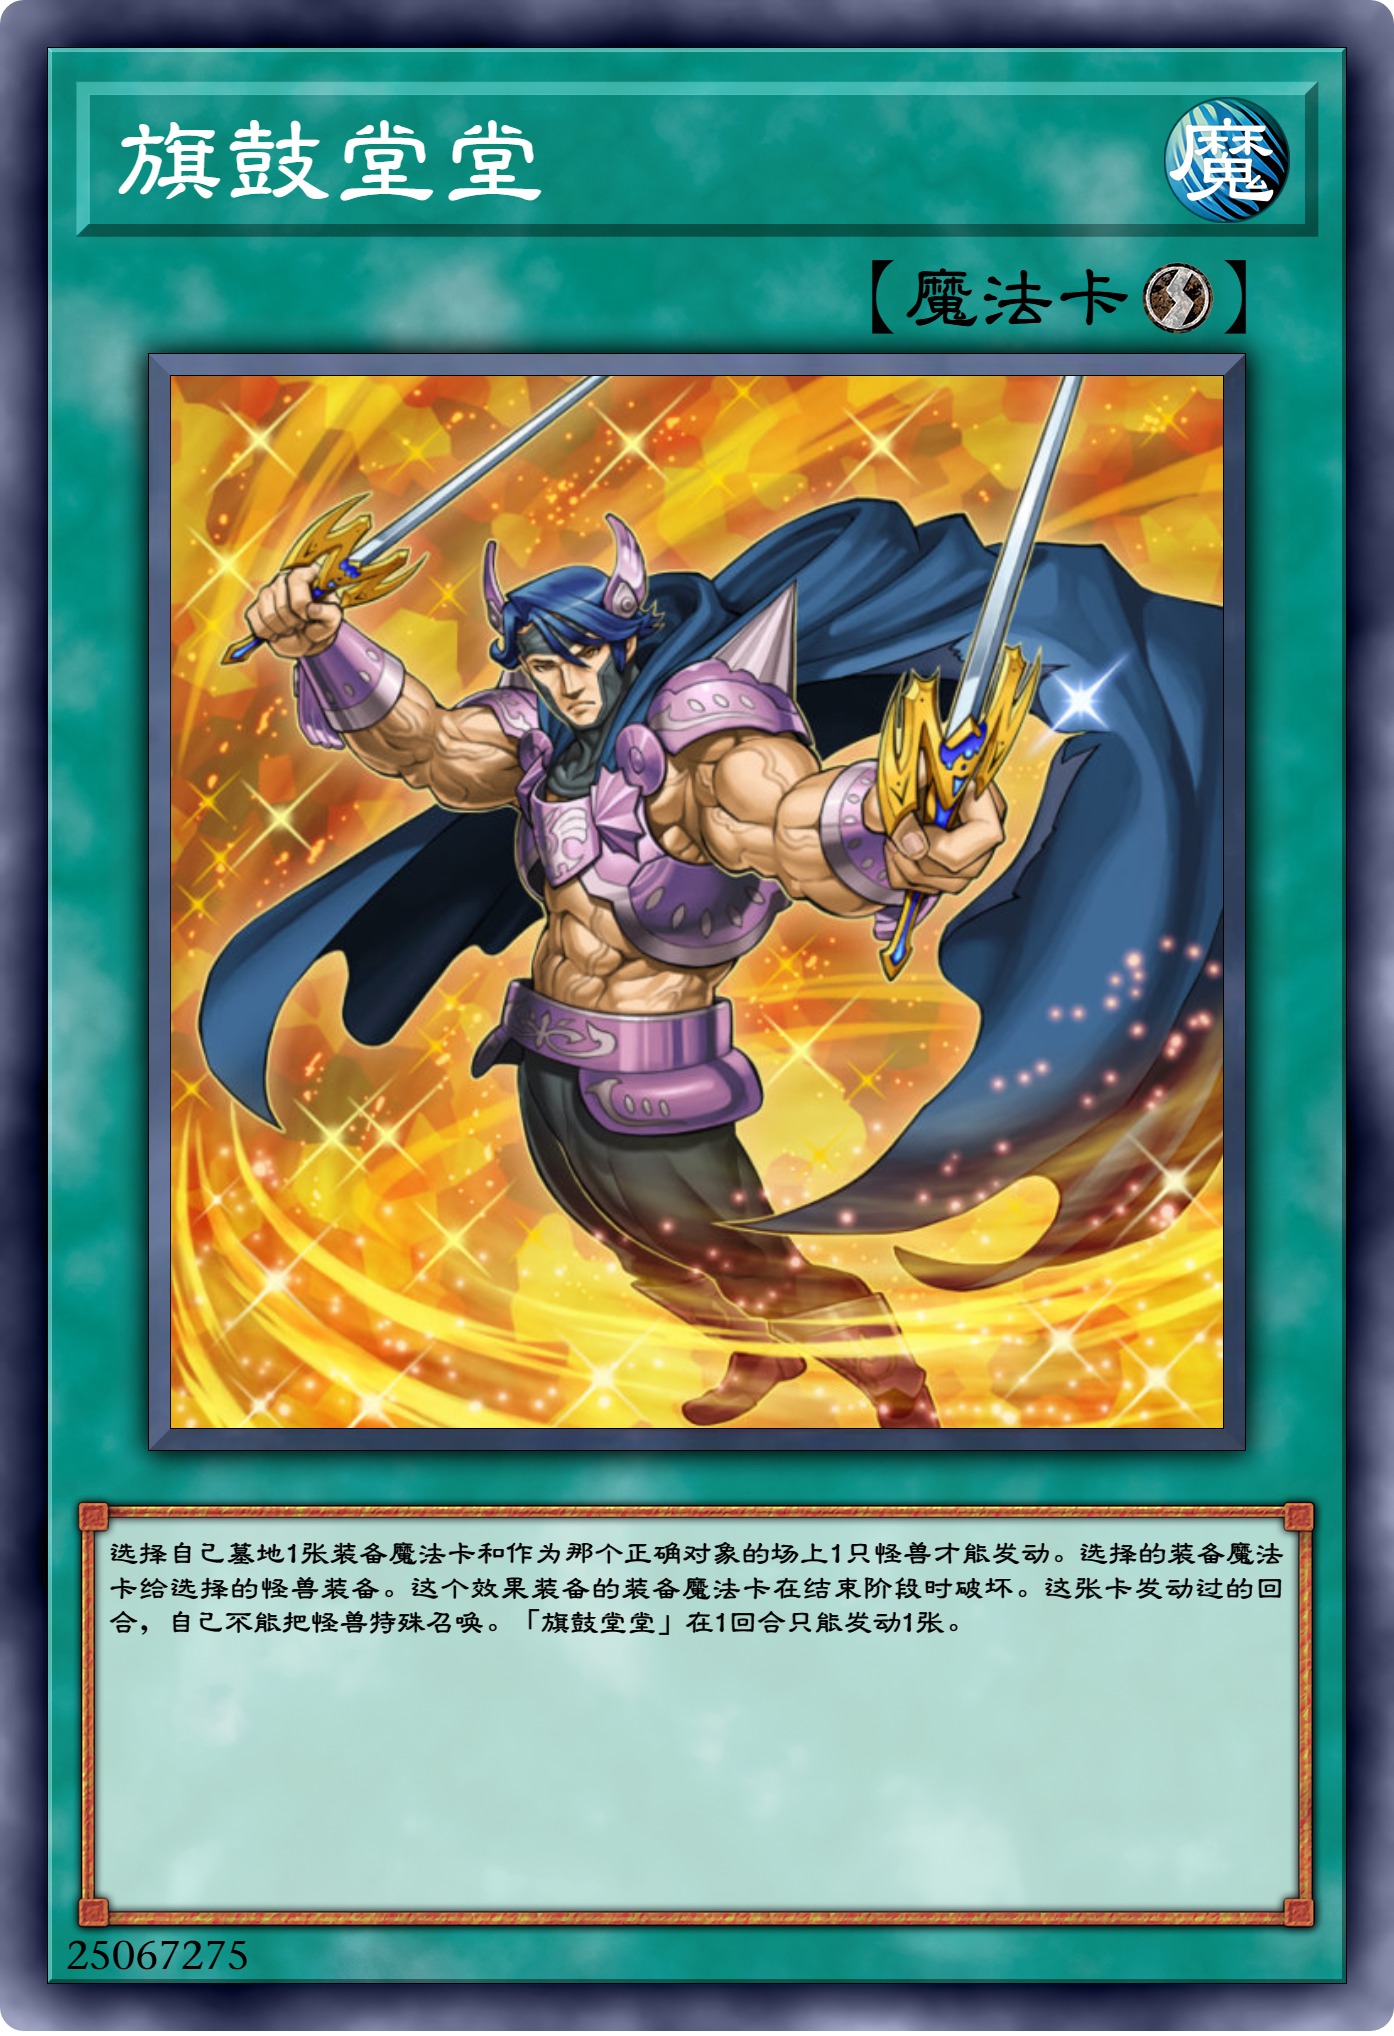 旗鼓堂堂
魔
【魔法卡】
选择自己墓地1张装备魔法卡和作为那个正确对象的场上1只怪兽才能发动。选择的装备魔法
卡给选择的怪兽装备。这个效果装备的装备魔法卡在结束阶段时破坏。这张卡发动过的回
合，自己不能把怪兽特殊召唤。「旗鼓堂堂」在1回合只能发动1张。
25067275